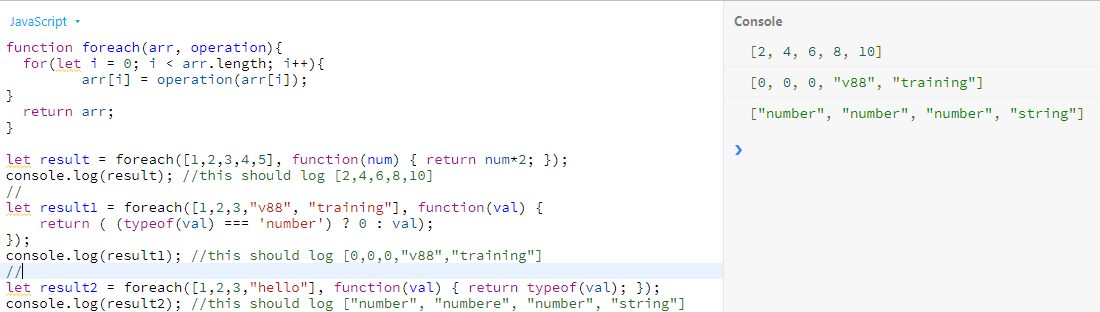 JavaScript
function foreach(arr, operation){
  for(let i = 0; i < arr.length; i++){
         arr[i] = operation(arr[i]);
}
  return arr;
}
let result = foreach([1,2,3,4,5], function(num) { return num*2; });
console.log(result); //this should log [2,4,6,8,10]
//
let result1 = foreach([1,2,3,"v88", "training"], function(val) {
    return ( (typeof(val) === 'number') ? 0 : val);
});
console.log(result1); //this should log [0,0,0,"v88","training"]
//
let result2 = foreach([1,2,3,"hello"], function(val) { return typeof(val); });
console.log(result2); //this should log ["number", "numbere", "number", "string"]
Console
[2, 4, 6, 8, 10]
[0, 0, 0, "v88", "training"]
["number", "number", "number", "string"]